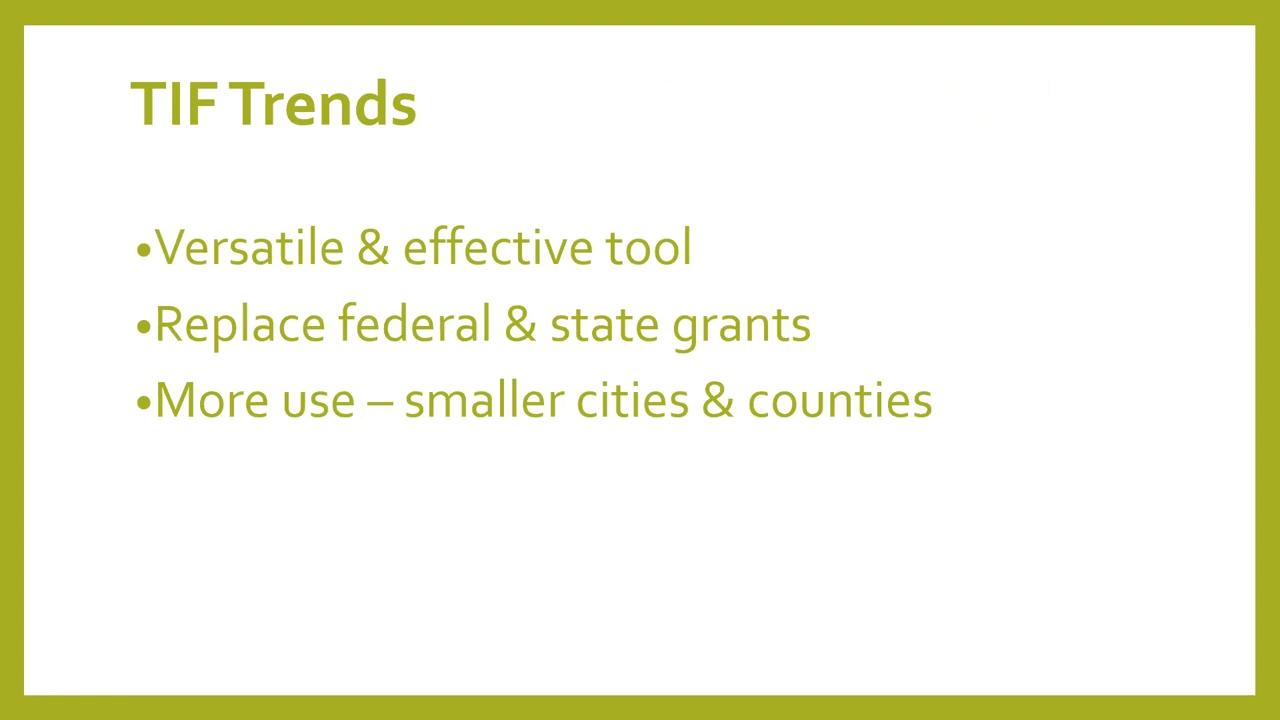 TIF Trends
•Versatile & effective tool
•Replace federal & state grants
•More use – smaller cities & counties